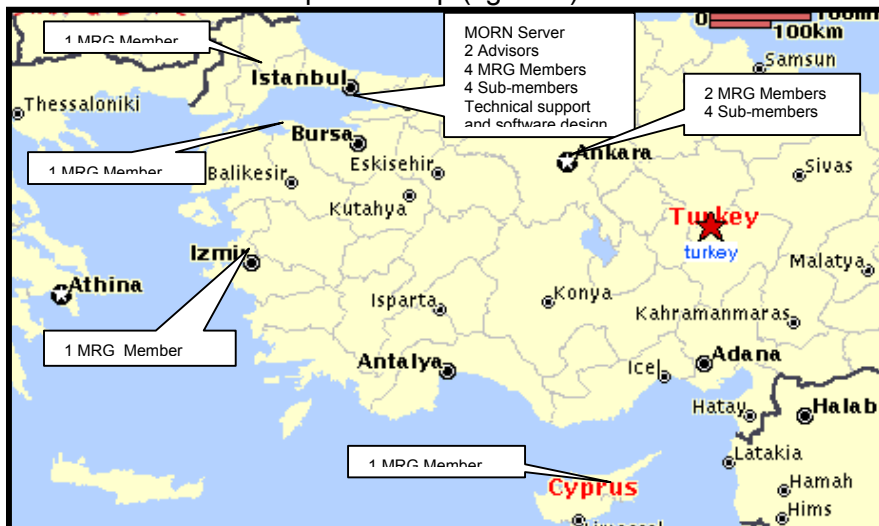 1 MRG Member
MORN Server
2 Advisors
4 MRG Members
4 Sub-members
Technical support
and software design
0
100mi
100km
Samsun
Istanbul
2 MRG Members
4 Sub-members
Thessaloniki
Bursa
Ankara
1 MRG Member
Balikesir
Eskisehir
Sivas
Kutahya
Turkey
turkey
Izmir
Malatya
Athina
Isparta
Konya
Kahramanmaras
1 MRG  Member
Antalya
Icel
Adana
Hatay
Halab
1 MRG Member
Latakia
Cyprus
Hamah
Hims